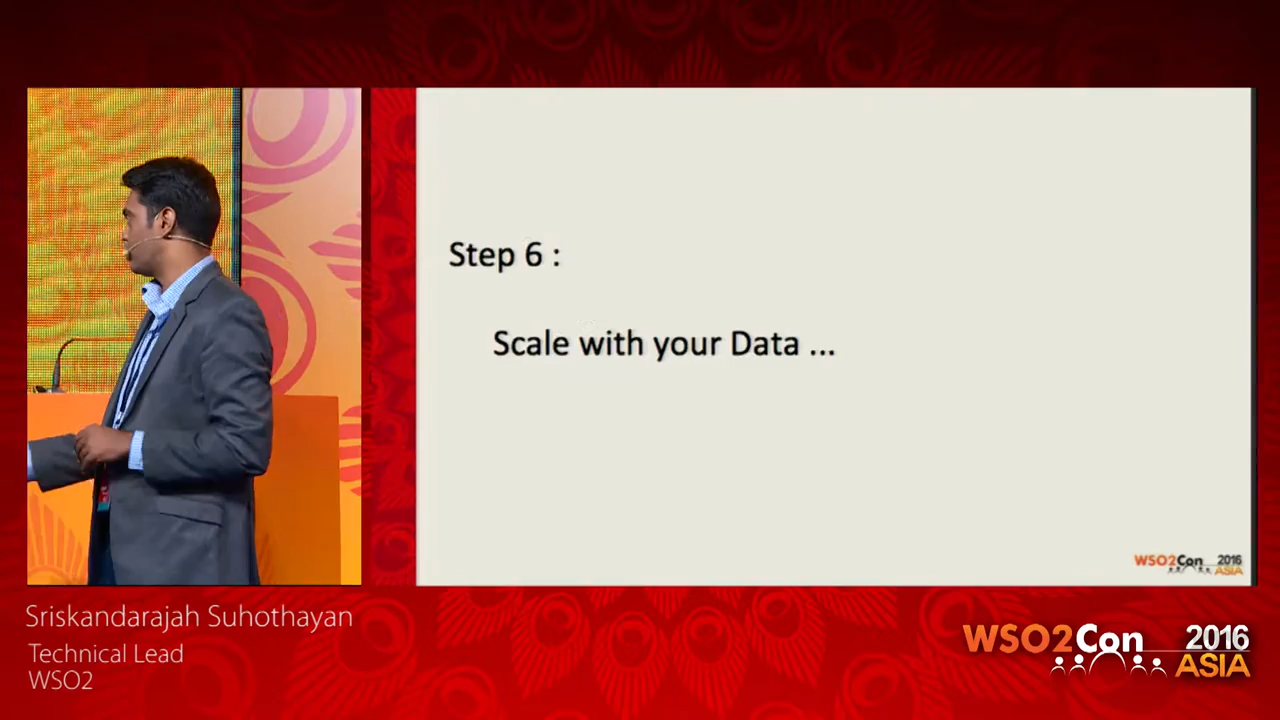 Step 6 :
Scale with your Data ...
WSO2Con 2016
ASIA
Sriskandarajah Suhothayan
Technical Lead
WSO2
WSO2Con 2016
ASIA